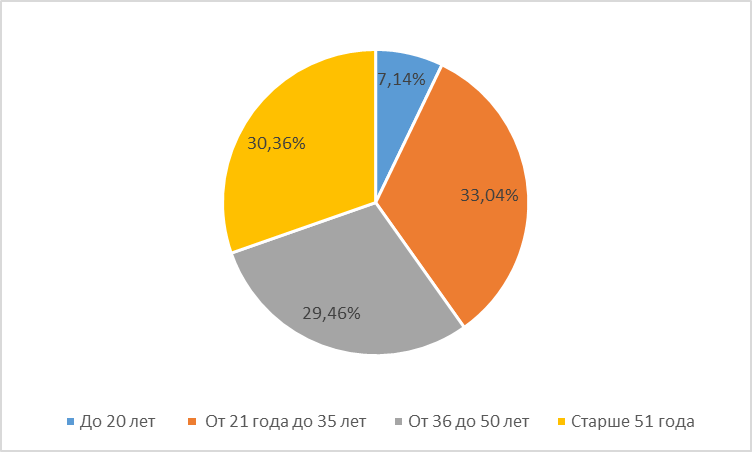 7,14%
30,36%
33,04%
29,46%
До 20 лет От 21 года до 35 лет От 36 до 50 лет Старше 51 года